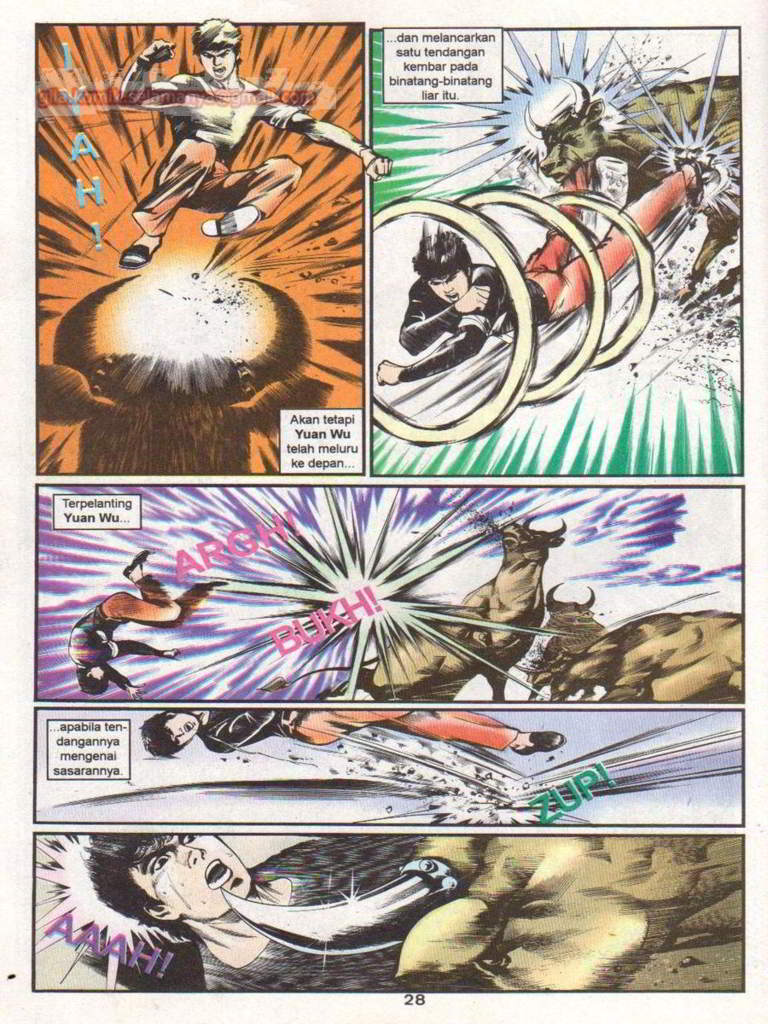 I
Y
A
H
!
Akan tetapi
Yuan Wu
telah meluru
ke depan...
...dan melancarkan
satu tendangan
kembar pada
binatang-binatang
liar itu.
Terpelanting
Yuan Wu...
ARGH!
BUKH!
...apabila ten-
dangannya
mengenai
sasarannya.
ZUP!
AAAH!
28